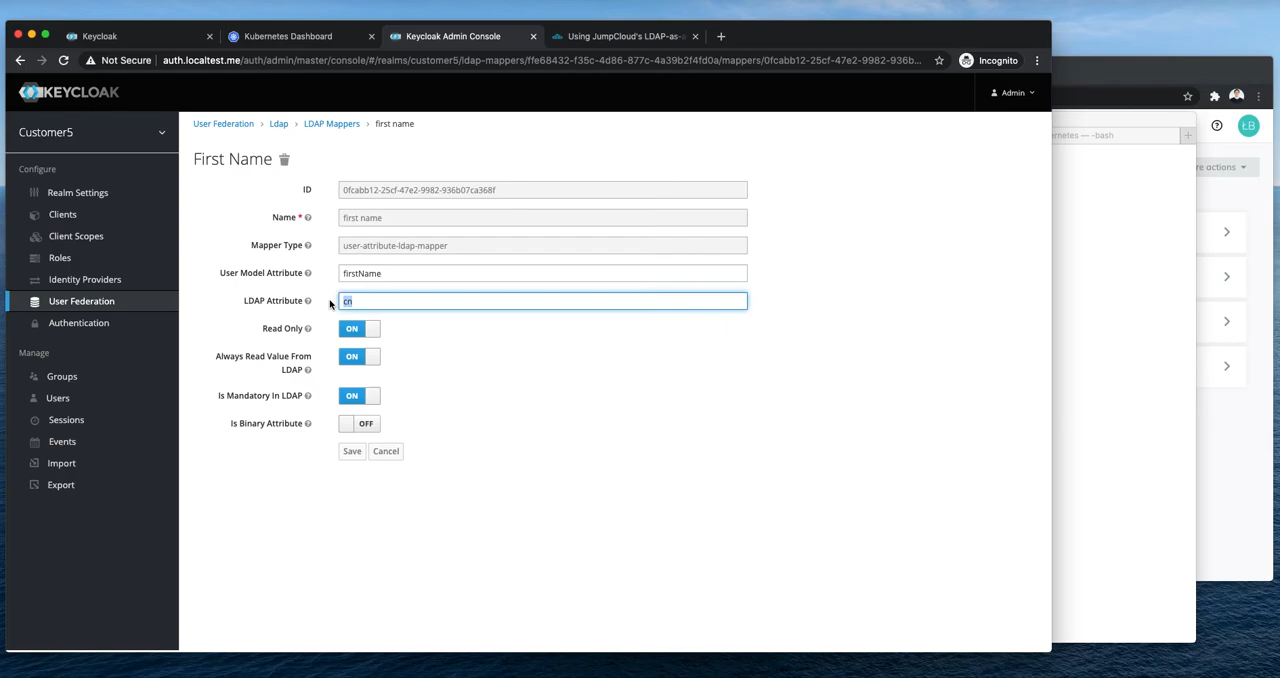 Keycloak
Kubernetes Dashboard
Keycloak Admin Console
Using JumpCloud's LDAP-as-
Not Secure
auth.localtest.me/auth/admin/master/console/#/realms/customer5/ldap-mappers/ffe68432-f35c-4d86-877c-4a39b2f4fd0a/mappers/0fcabb12-25cf-47e2-9982-936b...
Incognito
KEYCLOAK
Admin
ŁB
Customer5
User Federation > Ldap > LDAP Mappers > first name
First Name
Configure
Realm Settings
Clients
Client Scopes
Roles
Identity Providers
User Federation
Authentication
Manage
Groups
Users
Sessions
Events
Import
Export
ID
0fcabb12-25cf-47e2-9982-936b07ca368f
Name *
first name
Mapper Type
user-attribute-ldap-mapper
User Model Attribute
firstName
LDAP Attribute
cn
Read Only
ON
Always Read Value From
LDAP
ON
Is Mandatory In LDAP
ON
Is Binary Attribute
OFF
Save
Cancel
— -bash
actions